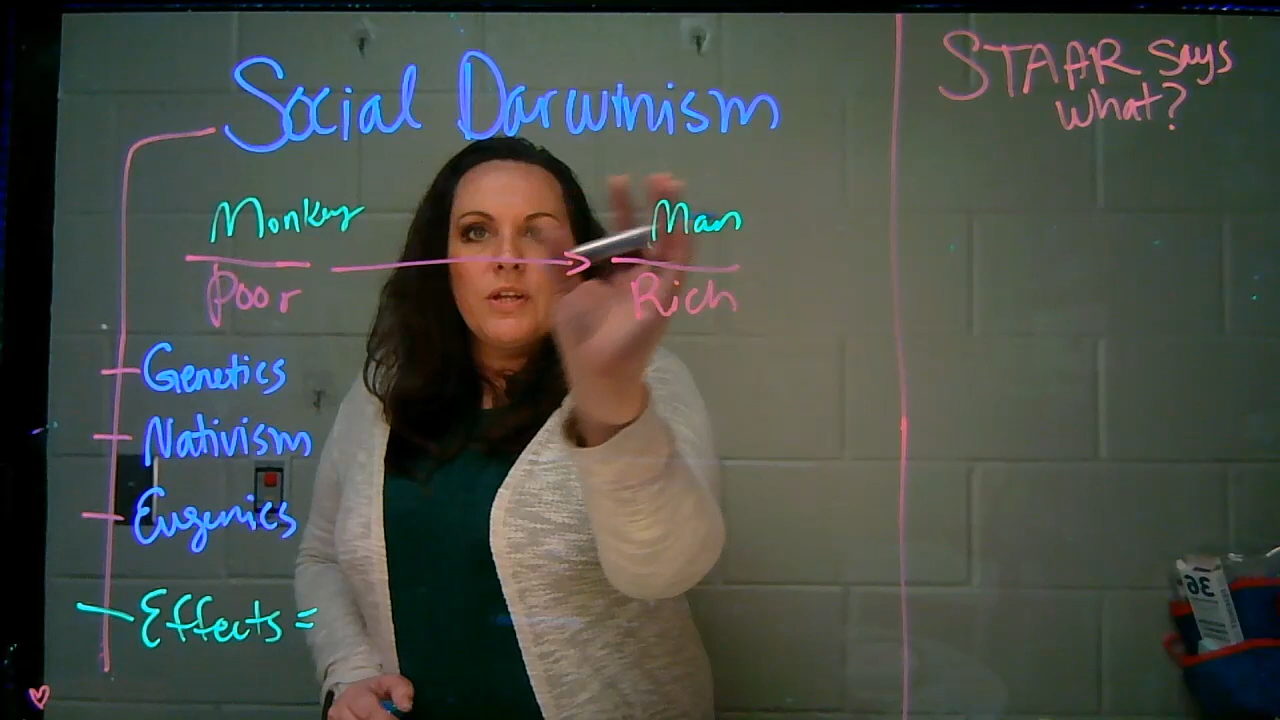 Social Darwinism
Monkey
Poor
Man
Rich
Genetics
Nativism
Eugenics
Effects =
STAAR Says
what?
36